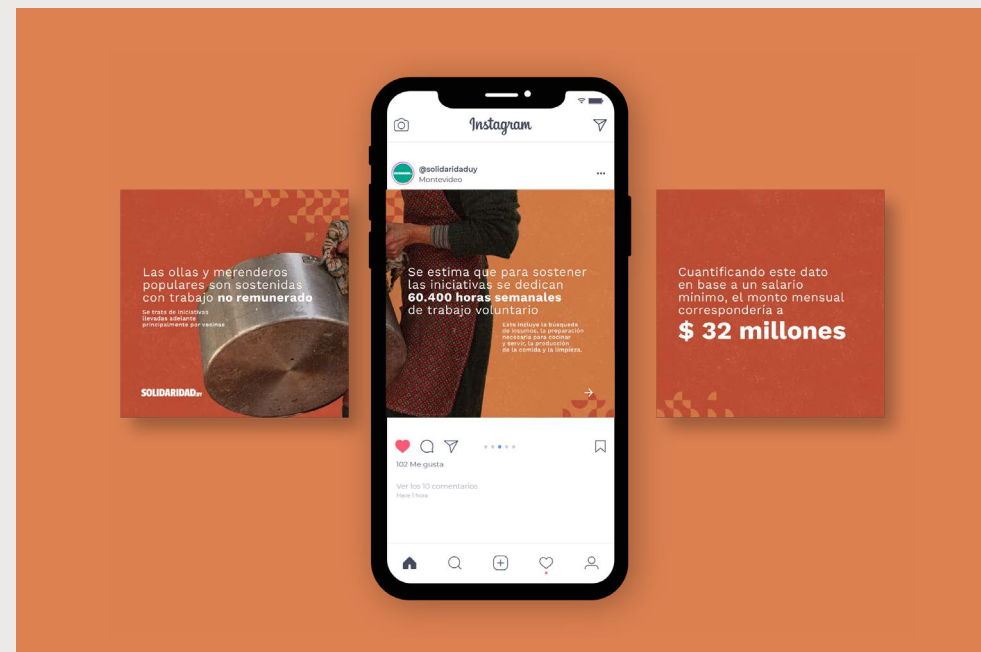 Las ollas y merenderos
populares son sostenidas
con trabajo no remunerado
Se trata de iniciativas
llevadas adelante
principalmente por vecinas
SOLIDARIDAD.UY
Instagram
@solidaridaduy
Montevideo
Se estima que para sostener
las iniciativas se dedican
60.400 horas semanales
de trabajo voluntario
Esto incluye la búsqueda
de insumos, la preparación
necesaria para cocinar
y servir, la producción
de la comida y la limpieza.
102 Me gusta
Ver los 10 comentarios
Hace 1 hora
Cuantificando este dato
en base a un salario
mínimo, el monto mensual
correspondería a
$ 32 millones